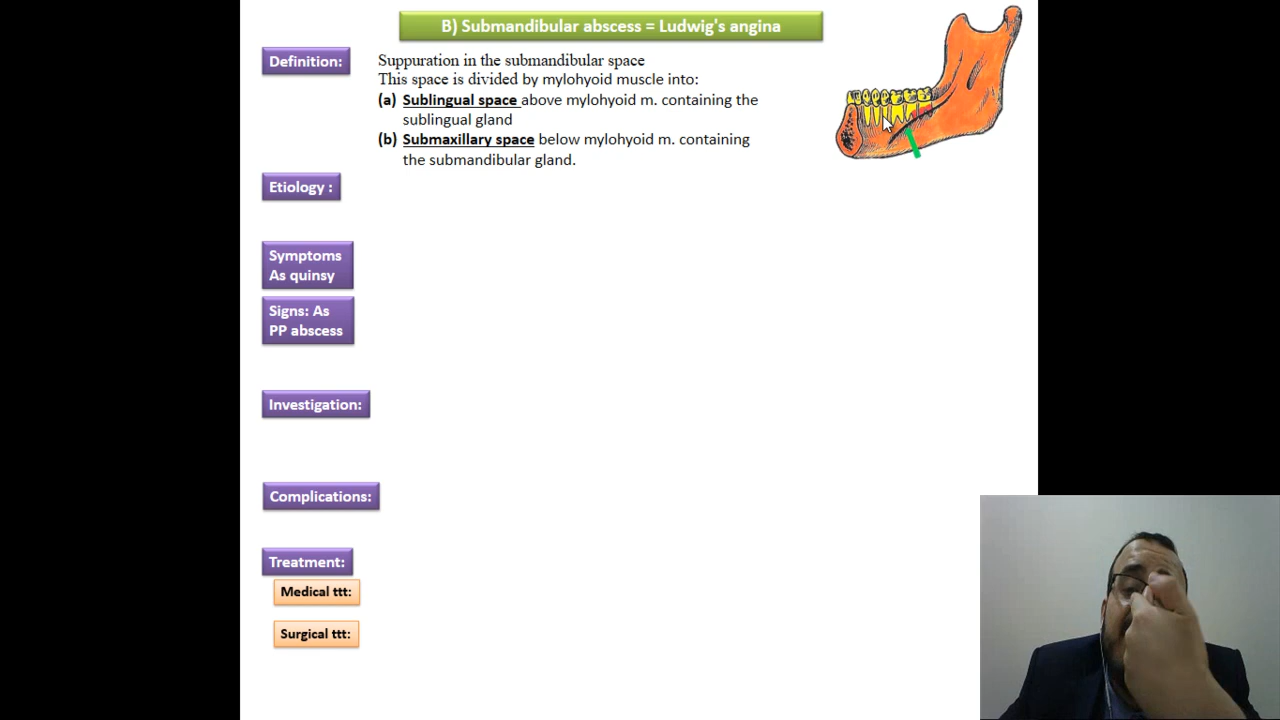 B) Submandibular abscess = Ludwig's angina
Definition:
Suppuration in the submandibular space
This space is divided by mylohyoid muscle into:
(a) Sublingual space above mylohyoid m. containing the
sublingual gland
(b) Submaxillary space below mylohyoid m. containing
the submandibular gland.
Etiology :
Symptoms
As quinsy
Signs: As
PP abscess
Investigation:
Complications:
Treatment:
Medical ttt:
Surgical ttt: